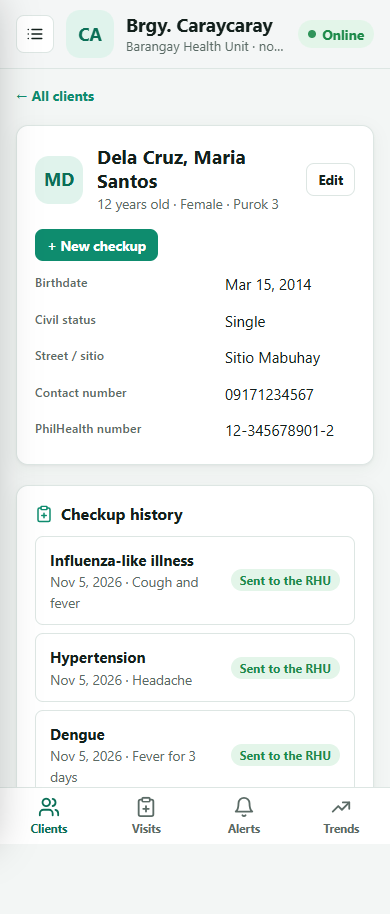 CA
Brgy. Caraycaray
Barangay Health Unit · no...
Online
← All clients
MD
Dela Cruz, Maria
Santos
12 years old · Female · Purok 3
Edit
+ New checkup
Birthdate
Mar 15, 2014
Civil status
Single
Street / sitio
Sitio Mabuhay
Contact number
09171234567
PhilHealth number
12-345678901-2
Checkup history
Influenza-like illness
Nov 5, 2026 · Cough and
fever
Sent to the RHU
Hypertension
Nov 5, 2026 · Headache
Sent to the RHU
Dengue
Nov 5, 2026 · Fever for 3
days
Sent to the RHU
Clients
Visits
Alerts
Trends